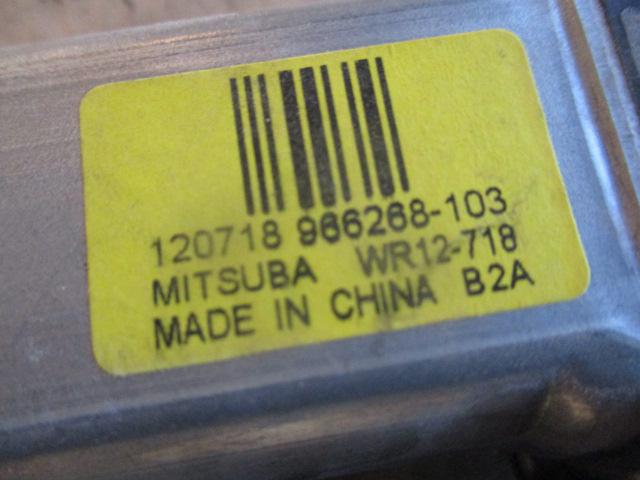 120718 966268-103
MITSUBA WR12-718
MADE IN CHINA B2A